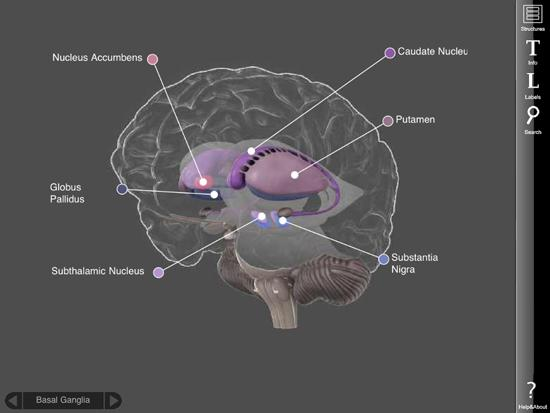 Structures
T
Info
L
Labels
Search
Nucleus Accumbens
Caudate Nucleu
Putamen
Globus
Pallidus
Subthalamic Nucleus
Substantia
Nigra
Basal Ganglia
?
Help&About